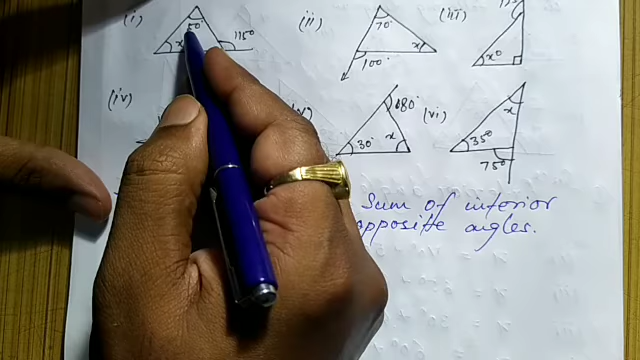 (i) 50° x 115°
(ii) 70° x 100°
(iii) x°
(iv)
30° x 80°
(vi) x 35° 75°
Sum of interior
opposite angles.